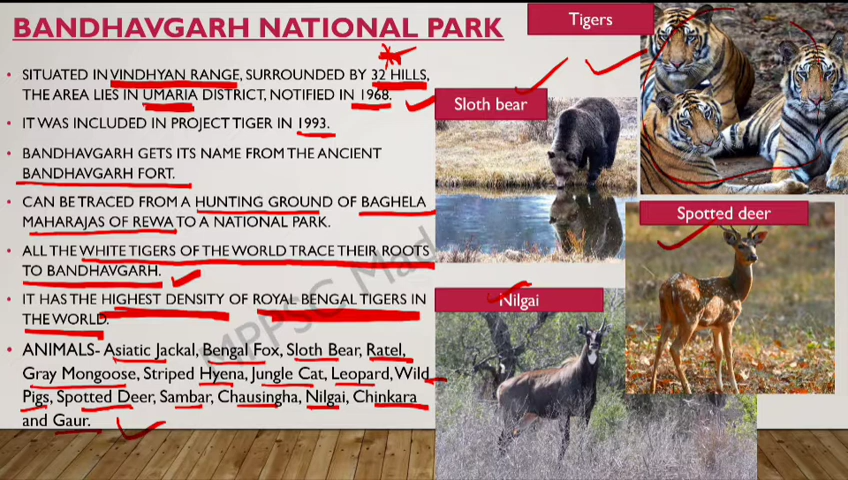 BANDHAVGARH NATIONAL PARK
• SITUATED IN VINDHYAN RANGE, SURROUNDED BY 32 HILLS,
THE AREA LIES IN UMARIA DISTRICT, NOTIFIED IN 1968.
• IT WAS INCLUDED IN PROJECT TIGER IN 1993.
• BANDHAVGARH GETS ITS NAME FROM THE ANCIENT
BANDHAVGARH FORT.
• CAN BE TRACED FROM A HUNTING GROUND OF BAGHELA
MAHARAJAS OF REWA TO A NATIONAL PARK.
• ALL THE WHITE TIGERS OF THE WORLD TRACE THEIR ROOTS
TO BANDHAVGARH.
• IT HAS THE HIGHEST DENSITY OF ROYAL BENGAL TIGERS IN
THE WORLD.
• ANIMALS- Asiatic Jackal, Bengal Fox, Sloth Bear, Ratel,
Gray Mongoose, Striped Hyena, Jungle Cat, Leopard, Wild
Pigs, Spotted Deer, Sambar, Chausingha, Nilgai, Chinkara
and Gaur.
Tigers
Sloth bear
Spotted deer
Nilgai
MPPSC Mad